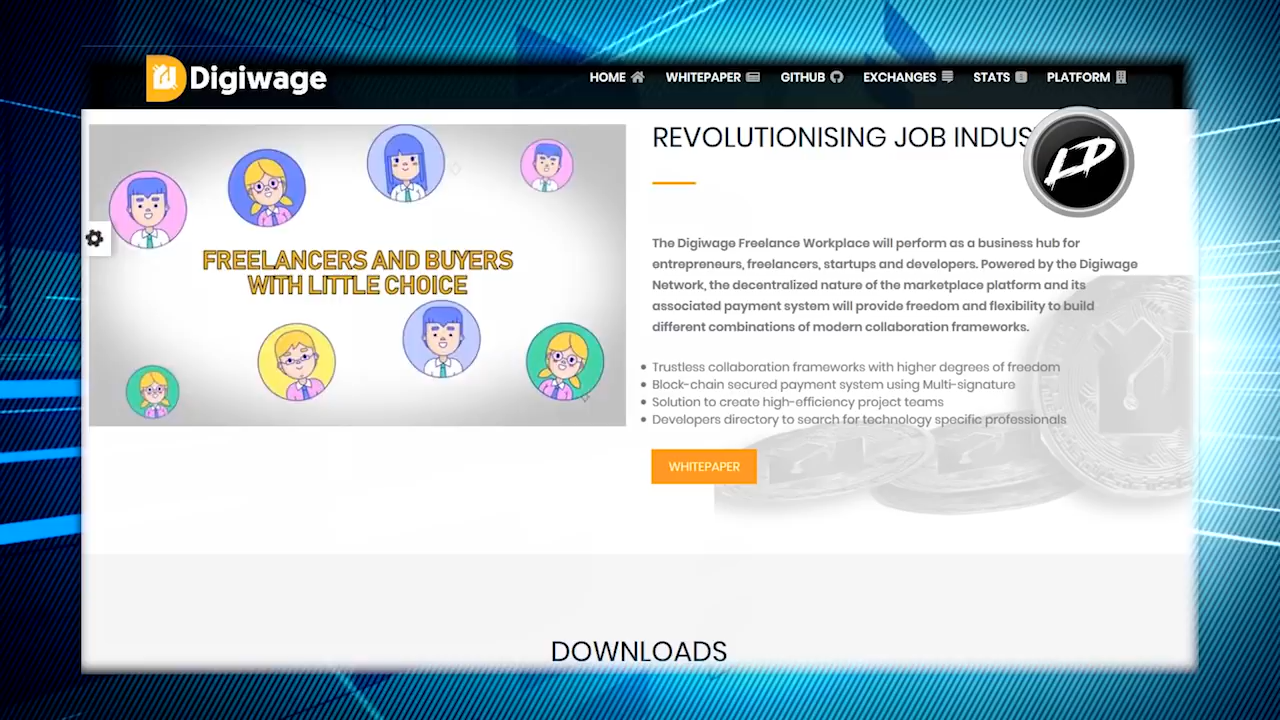 Digiwage
HOME WHITEPAPER GITHUB EXCHANGES STATS PLATFORM
FREELANCERS AND BUYERS
WITH LITTLE CHOICE
REVOLUTIONISING JOB INDUS
LD
The Digiwage Freelance Workplace will perform as a business hub for
entrepreneurs, freelancers, startups and developers. Powered by the Digiwage
Network, the decentralized nature of the marketplace platform and its
associated payment system will provide freedom and flexibility to build
different combinations of modern collaboration frameworks.
• Trustless collaboration frameworks with higher degrees of freedom
• Block-chain secured payment system using Multi-signature
• Solution to create high-efficiency project teams
• Developers directory to search for technology specific professionals
WHITEPAPER
DOWNLOADS